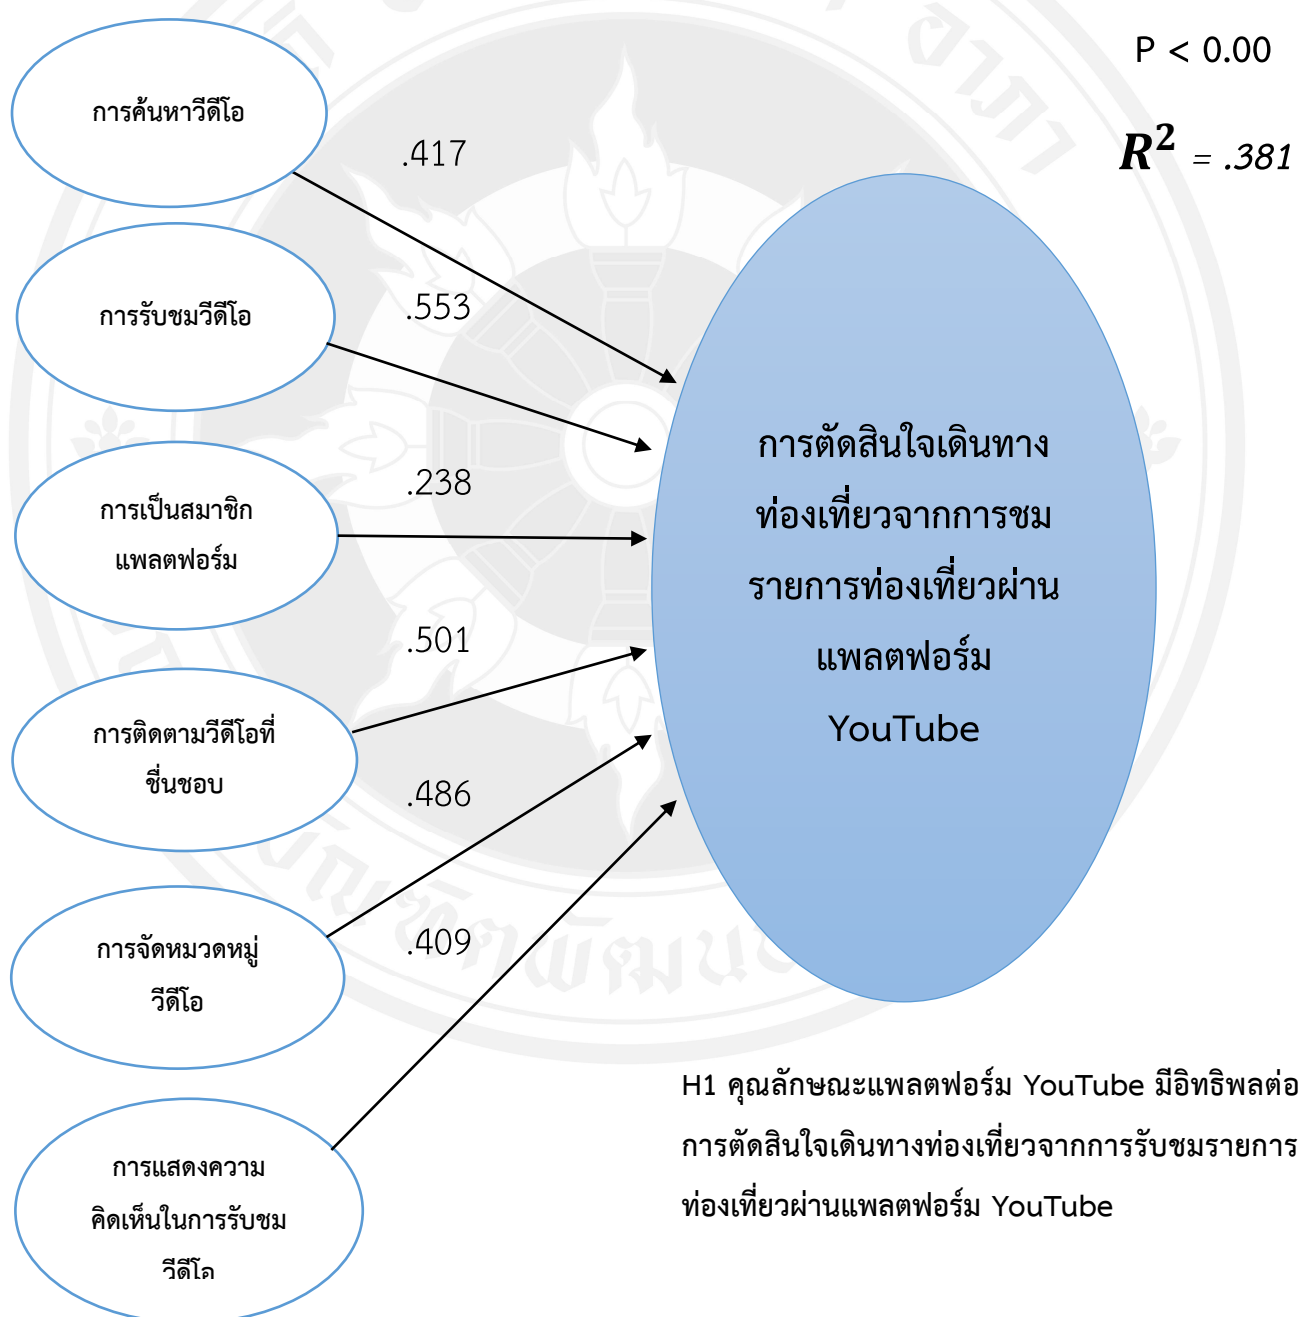 P < 0.00
R² = .381
การค้นหาวีดีโอ
.417
การรับชมวีดีโอ
.553
การเป็นสมาชิก
แพลตฟอร์ม
.238
การติดตามวีดีโอที่
ชื่นชอบ
.501
การจัดหมวดหมู่
วีดีโอ
.486
การแสดงความ
คิดเห็นในการรับชม
วีดีโอ
.409
การตัดสินใจเดินทาง
ท่องเที่ยวจากการชม
รายการท่องเที่ยวผ่าน
แพลตฟอร์ม
YouTube
H1 คุณลักษณะแพลตฟอร์ม YouTube มีอิทธิพลต่อ
การตัดสินใจเดินทางท่องเที่ยวจากการรับชมรายการ
ท่องเที่ยวผ่านแพลตฟอร์ม YouTube